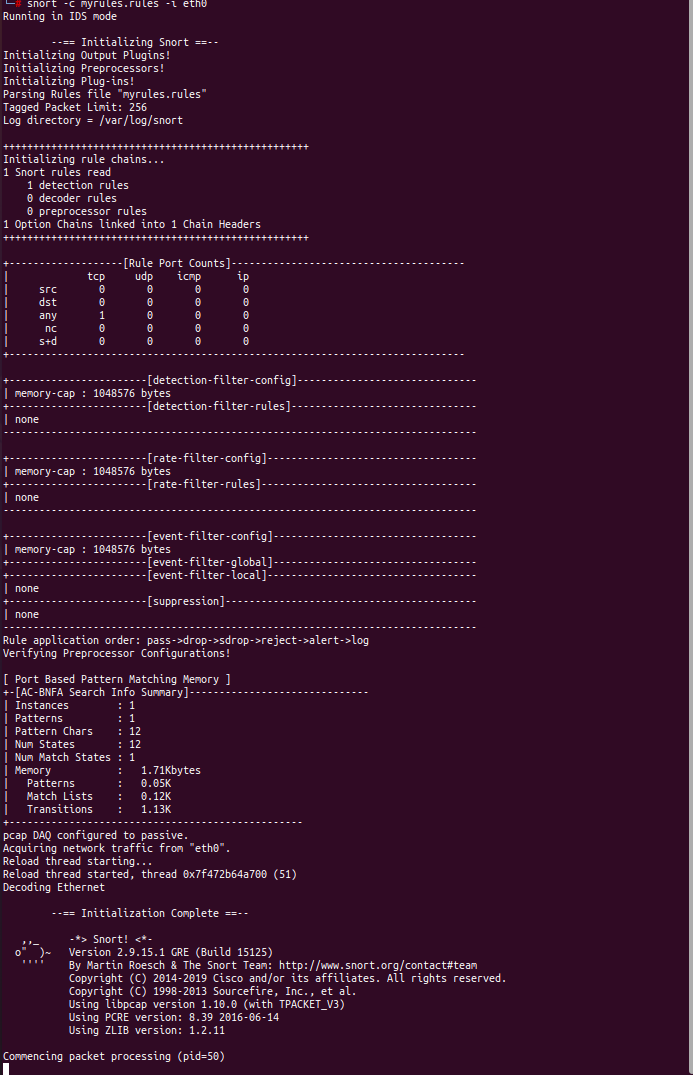 └─# snort -c myrules.rules -i eth0
Running in IDS mode

        --== Initializing Snort ==--
Initializing Output Plugins!
Initializing Preprocessors!
Initializing Plug-ins!
Parsing Rules file "myrules.rules"
Tagged Packet Limit: 256
Log directory = /var/log/snort

+++++++++++++++++++++++++++++++++++++++++++++++++++
Initializing rule chains...
1 Snort rules read
    1 detection rules
    0 decoder rules
    0 preprocessor rules
1 Option Chains linked into 1 Chain Headers
+++++++++++++++++++++++++++++++++++++++++++++++++++

+-------------------[Rule Port Counts]---------------------------------------
|             tcp     udp    icmp      ip
|     src       0       0       0       0
|     dst       0       0       0       0
|     any       1       0       0       0
|      nc       0       0       0       0
|     s+d       0       0       0       0
+----------------------------------------------------------------------------

+-----------------------[detection-filter-config]------------------------------
| memory-cap : 1048576 bytes
+-----------------------[detection-filter-rules]-------------------------------
| none
-------------------------------------------------------------------------------

+-----------------------[rate-filter-config]-----------------------------------
| memory-cap : 1048576 bytes
+-----------------------[rate-filter-rules]------------------------------------
| none
-------------------------------------------------------------------------------

+-----------------------[event-filter-config]----------------------------------
| memory-cap : 1048576 bytes
+-----------------------[event-filter-global]----------------------------------
+-----------------------[event-filter-local]-----------------------------------
| none
+-----------------------[suppression]------------------------------------------
| none
-------------------------------------------------------------------------------
Rule application order: pass->drop->sdrop->reject->alert->log
Verifying Preprocessor Configurations!

[ Port Based Pattern Matching Memory ]
+-[AC-BNFA Search Info Summary]------------------------------
| Instances        : 1
| Patterns         : 1
| Pattern Chars    : 12
| Num States       : 12
| Num Match States : 1
| Memory           :   1.71Kbytes
|   Patterns       :   0.05K
|   Match Lists    :   0.12K
|   Transitions    :   1.13K
+-------------------------------------------------
pcap DAQ configured to passive.
Acquiring network traffic from "eth0".
Reload thread starting...
Reload thread started, thread 0x7f472b64a700 (51)
Decoding Ethernet

        --== Initialization Complete ==--

   ,,_     -*> Snort! <*-
  o"  )~   Version 2.9.15.1 GRE (Build 15125)
   ''''    By Martin Roesch & The Snort Team: http://www.snort.org/contact#team
           Copyright (C) 2014-2019 Cisco and/or its affiliates. All rights reserved.
           Copyright (C) 1998-2013 Sourcefire, Inc., et al.
           Using libpcap version 1.10.0 (with TPACKET_V3)
           Using PCRE version: 8.39 2016-06-14
           Using ZLIB version: 1.2.11

Commencing packet processing (pid=50)